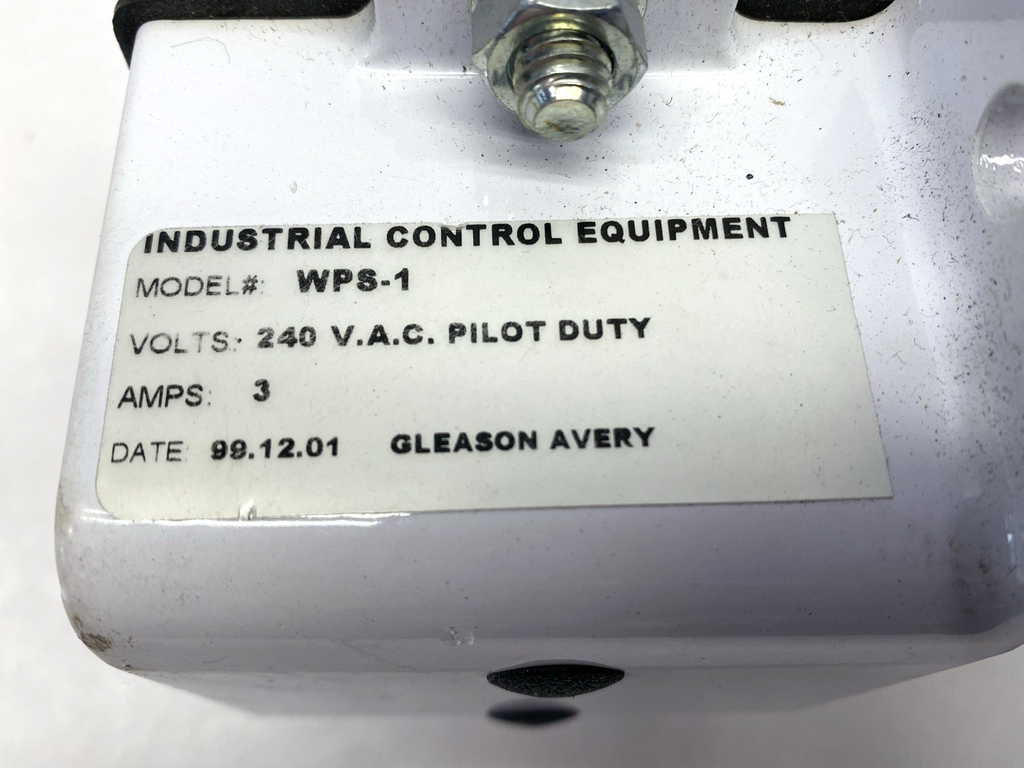 INDUSTRIAL CONTROL EQUIPMENT
MODEL#: WPS-1
VOLTS: 240 V.A.C. PILOT DUTY
AMPS: 3
DATE: 99.12.01 GLEASON AVERY